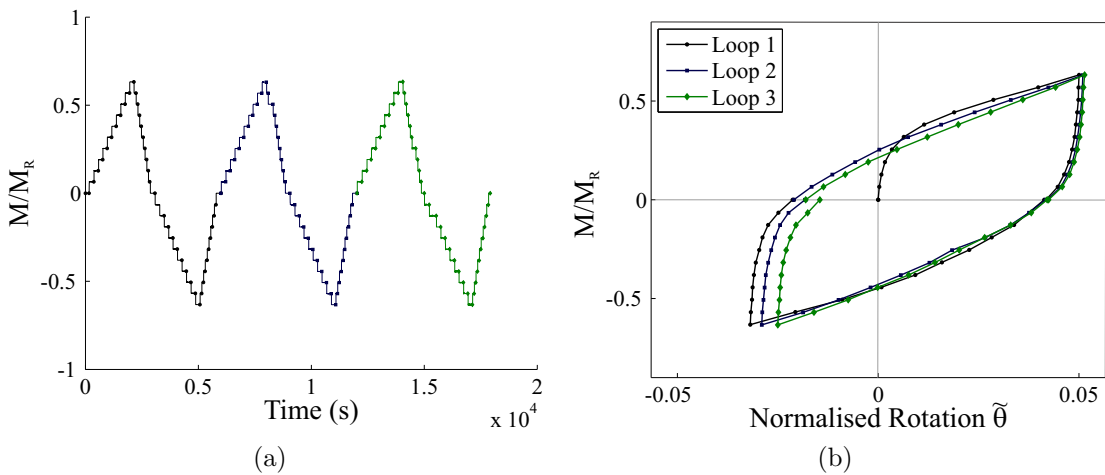 1
0.5
0
-0.5
-1
M/M_R
0
0.5
1
1.5
2
x 10^4
Time (s)
(a)
Loop 1
Loop 2
Loop 3
0.5
0
-0.5
M/M_R
-0.05
0
0.05
Normalised Rotation θ̃
(b)